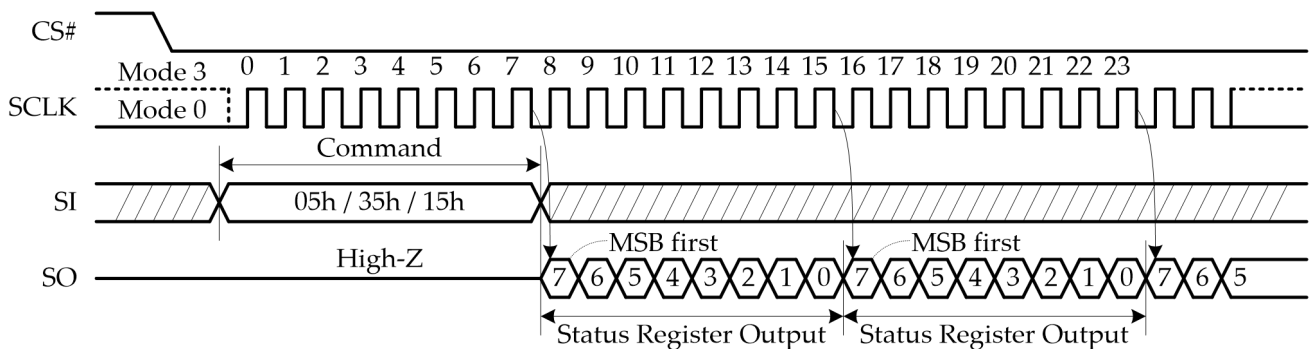 CS#
Mode 3
0 1 2 3 4 5 6 7 8 9 10 11 12 13 14 15 16 17 18 19 20 21 22 23
SCLK
Mode 0
Command
SI
05h / 35h / 15h
MSB first
MSB first
High-Z
SO
7 6 5 4 3 2 1 0 7 6 5 4 3 2 1 0 7 6 5
Status Register Output
Status Register Output